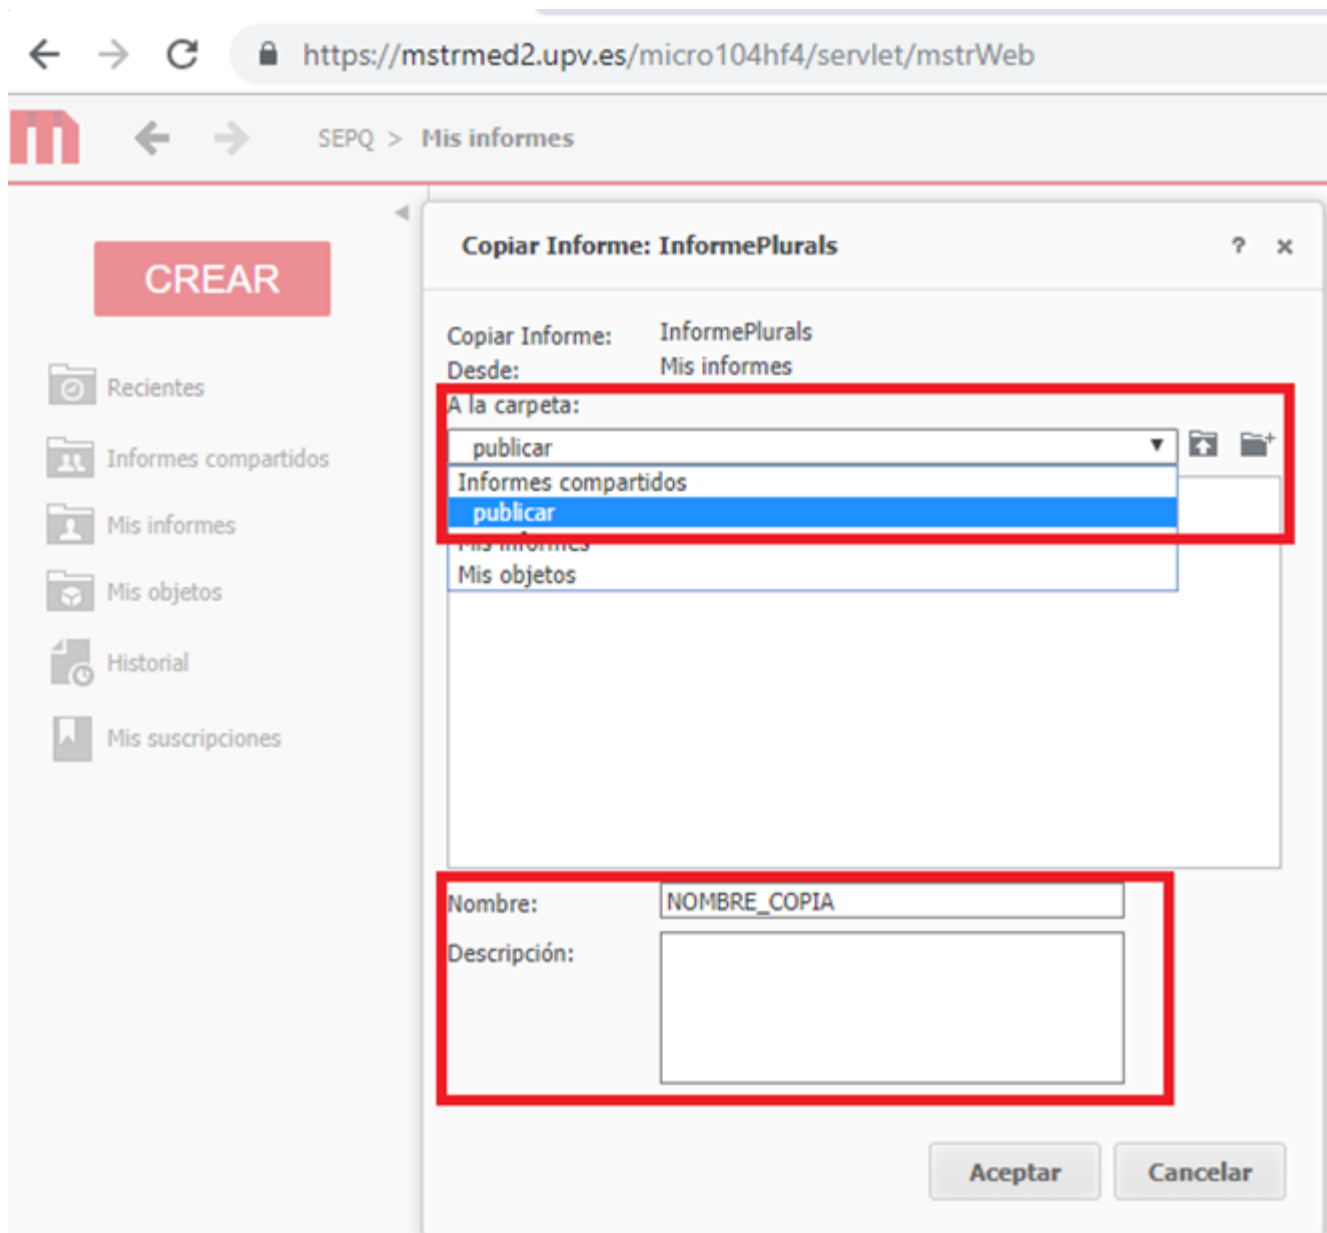 https://mstrmed2.upv.es/micro104hf4/servlet/mstrWeb
SEPQ > Mis informes
CREAR
Recientes
Informes compartidos
Mis informes
Mis objetos
Historial
Mis suscripciones
Copiar Informe: InformePlurals ? ×
Copiar Informe: InformePlurals
Desde: Mis informes
A la carpeta:
publicar
Informes compartidos
publicar
Mis informes
Mis objetos
Nombre: NOMBRE_COPIA
Descripción:
Aceptar Cancelar